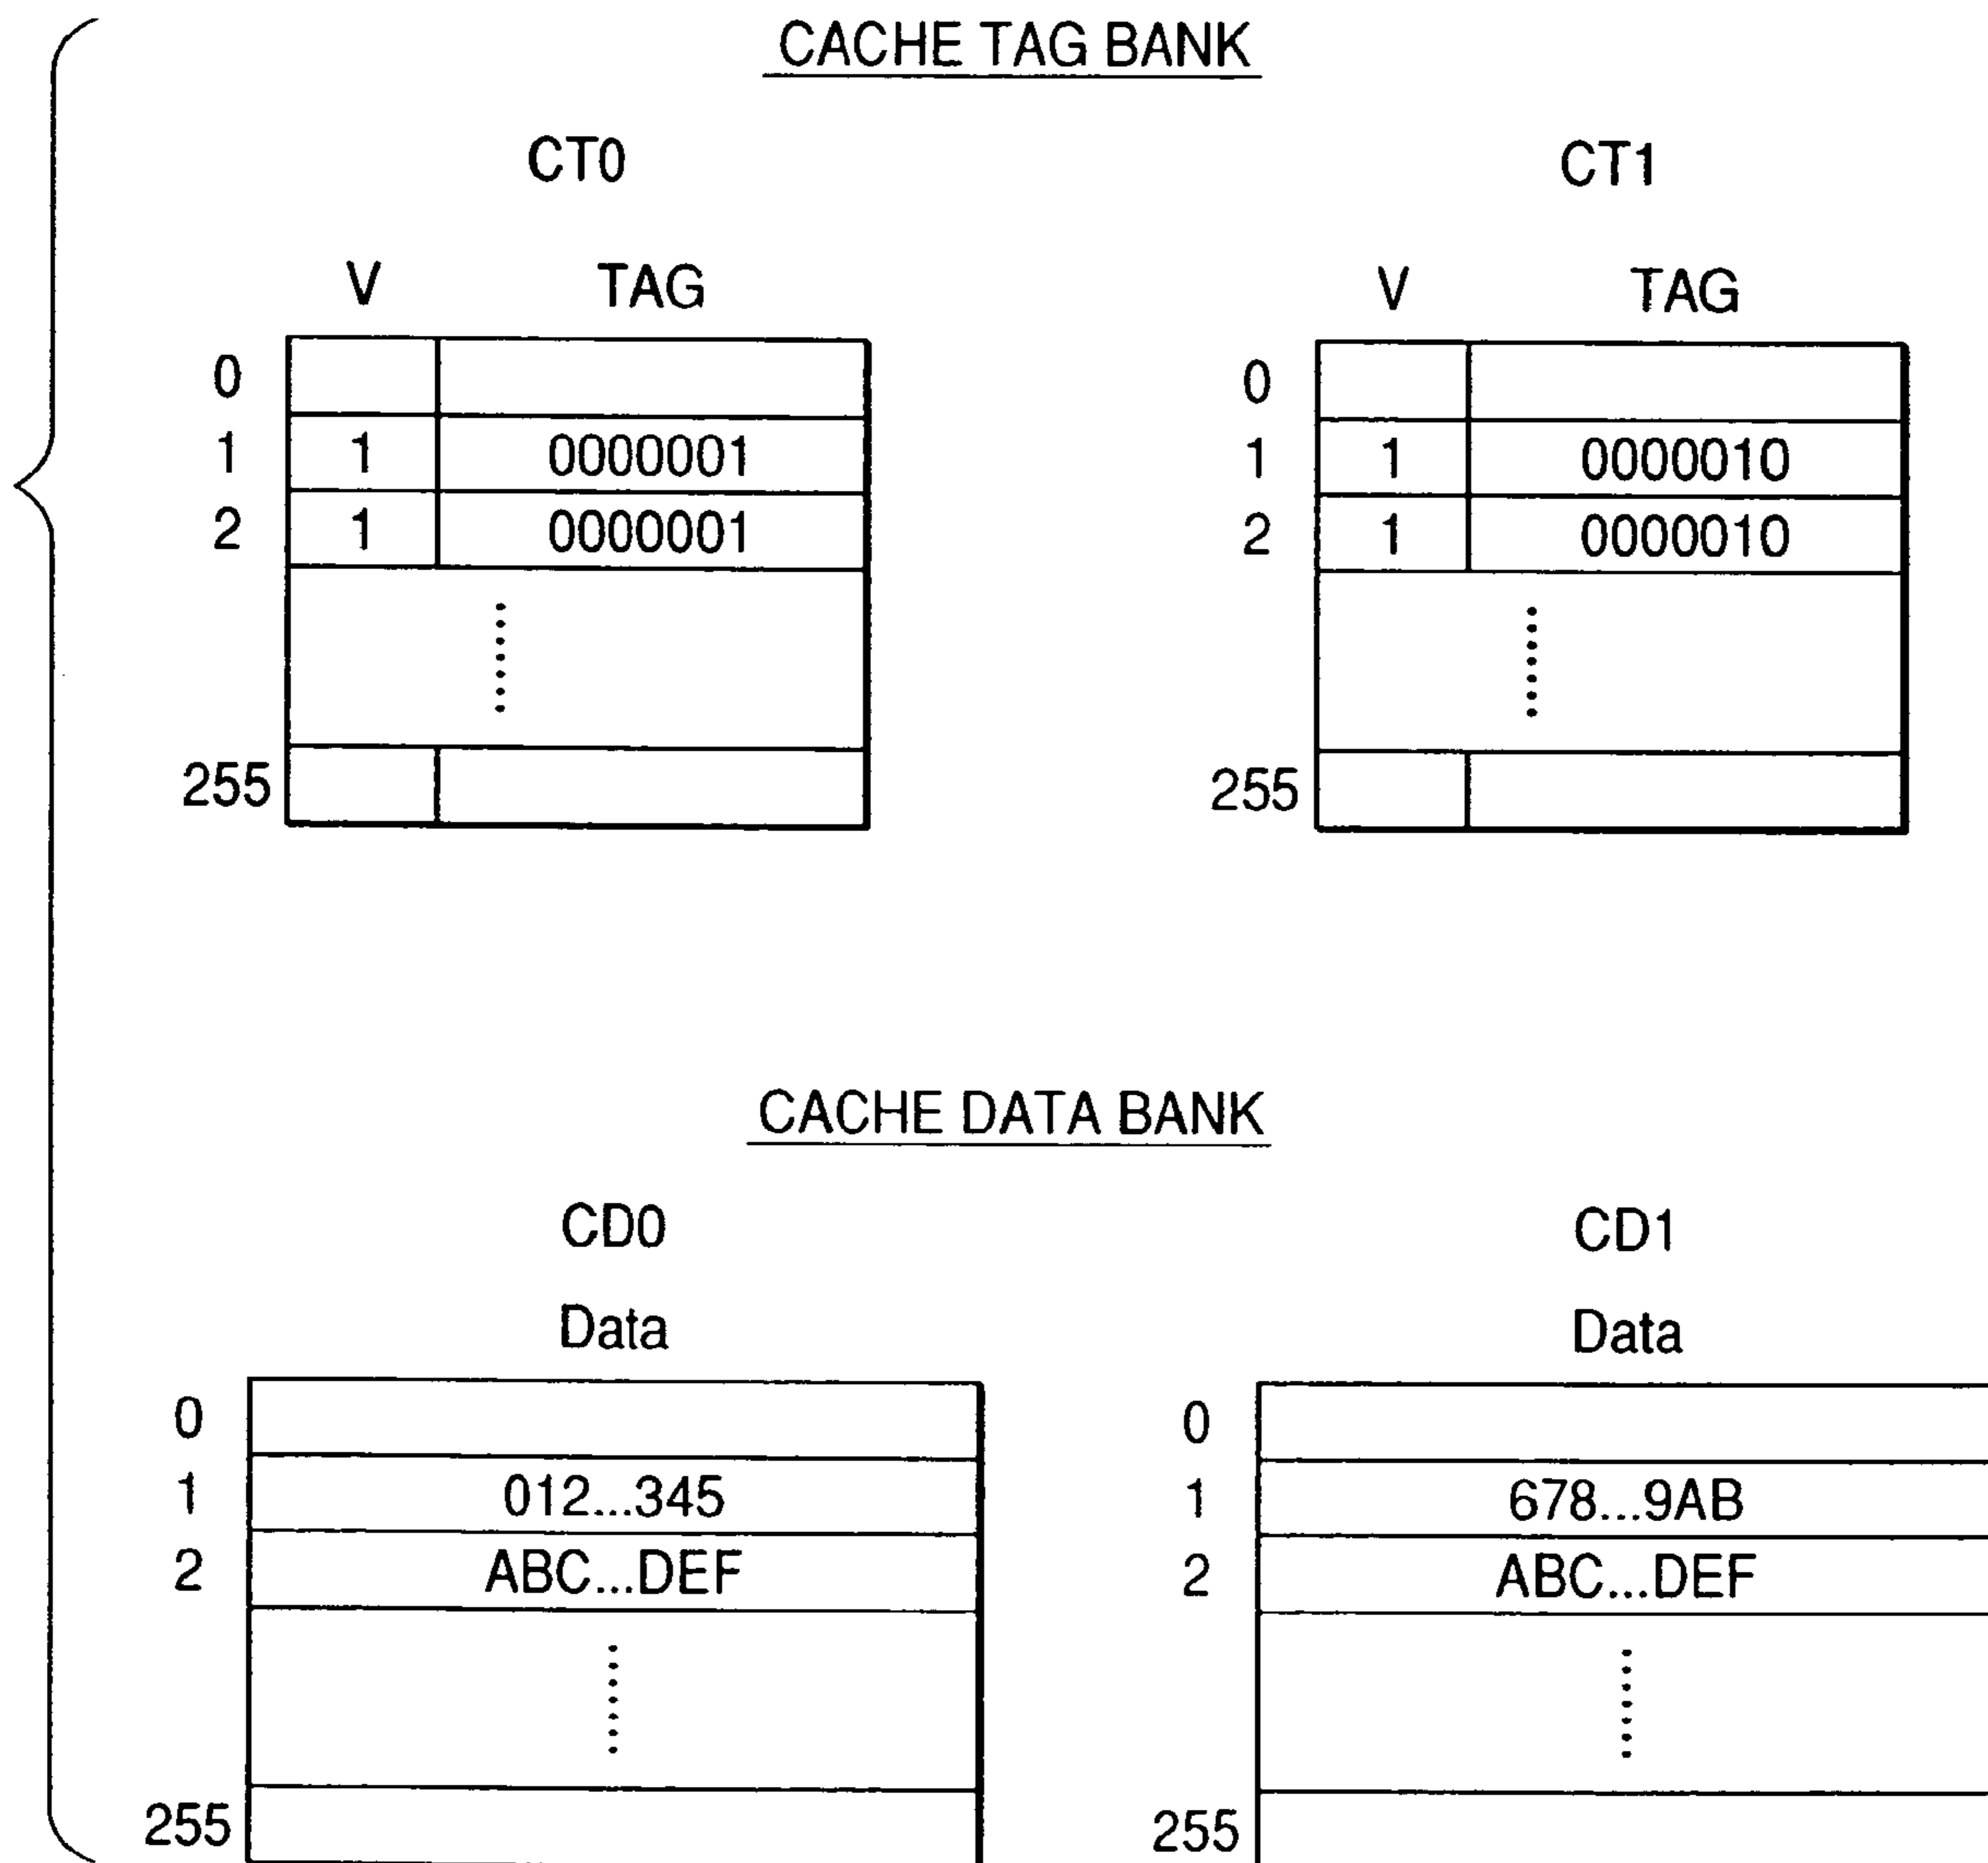 CACHE TAG BANK
CT0
V TAG
0
1 1 0000001
2 1 0000001
255
CT1
V TAG
0
1 1 0000010
2 1 0000010
255
CACHE DATA BANK
CD0
Data
0
1 012...345
2 ABC...DEF
255
CD1
Data
0
1 678...9AB
2 ABC...DEF
255